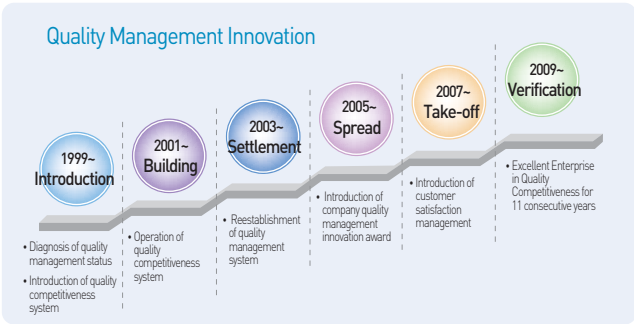 Quality Management Innovation
1999~
Introduction
• Diagnosis of quality
management status
• Introduction of quality
competitiveness
system
2001~
Building
• Operation of
quality
competitiveness
system
2003~
Settlement
• Reestablishment
of quality
management
system
2005~
Spread
• Introduction of
company quality
management
innovation award
2007~
Take-off
• Introduction of
customer
satisfaction
management
2009~
Verification
• Excellent Enterprise
in Quality
Competitiveness for
11 consecutive years